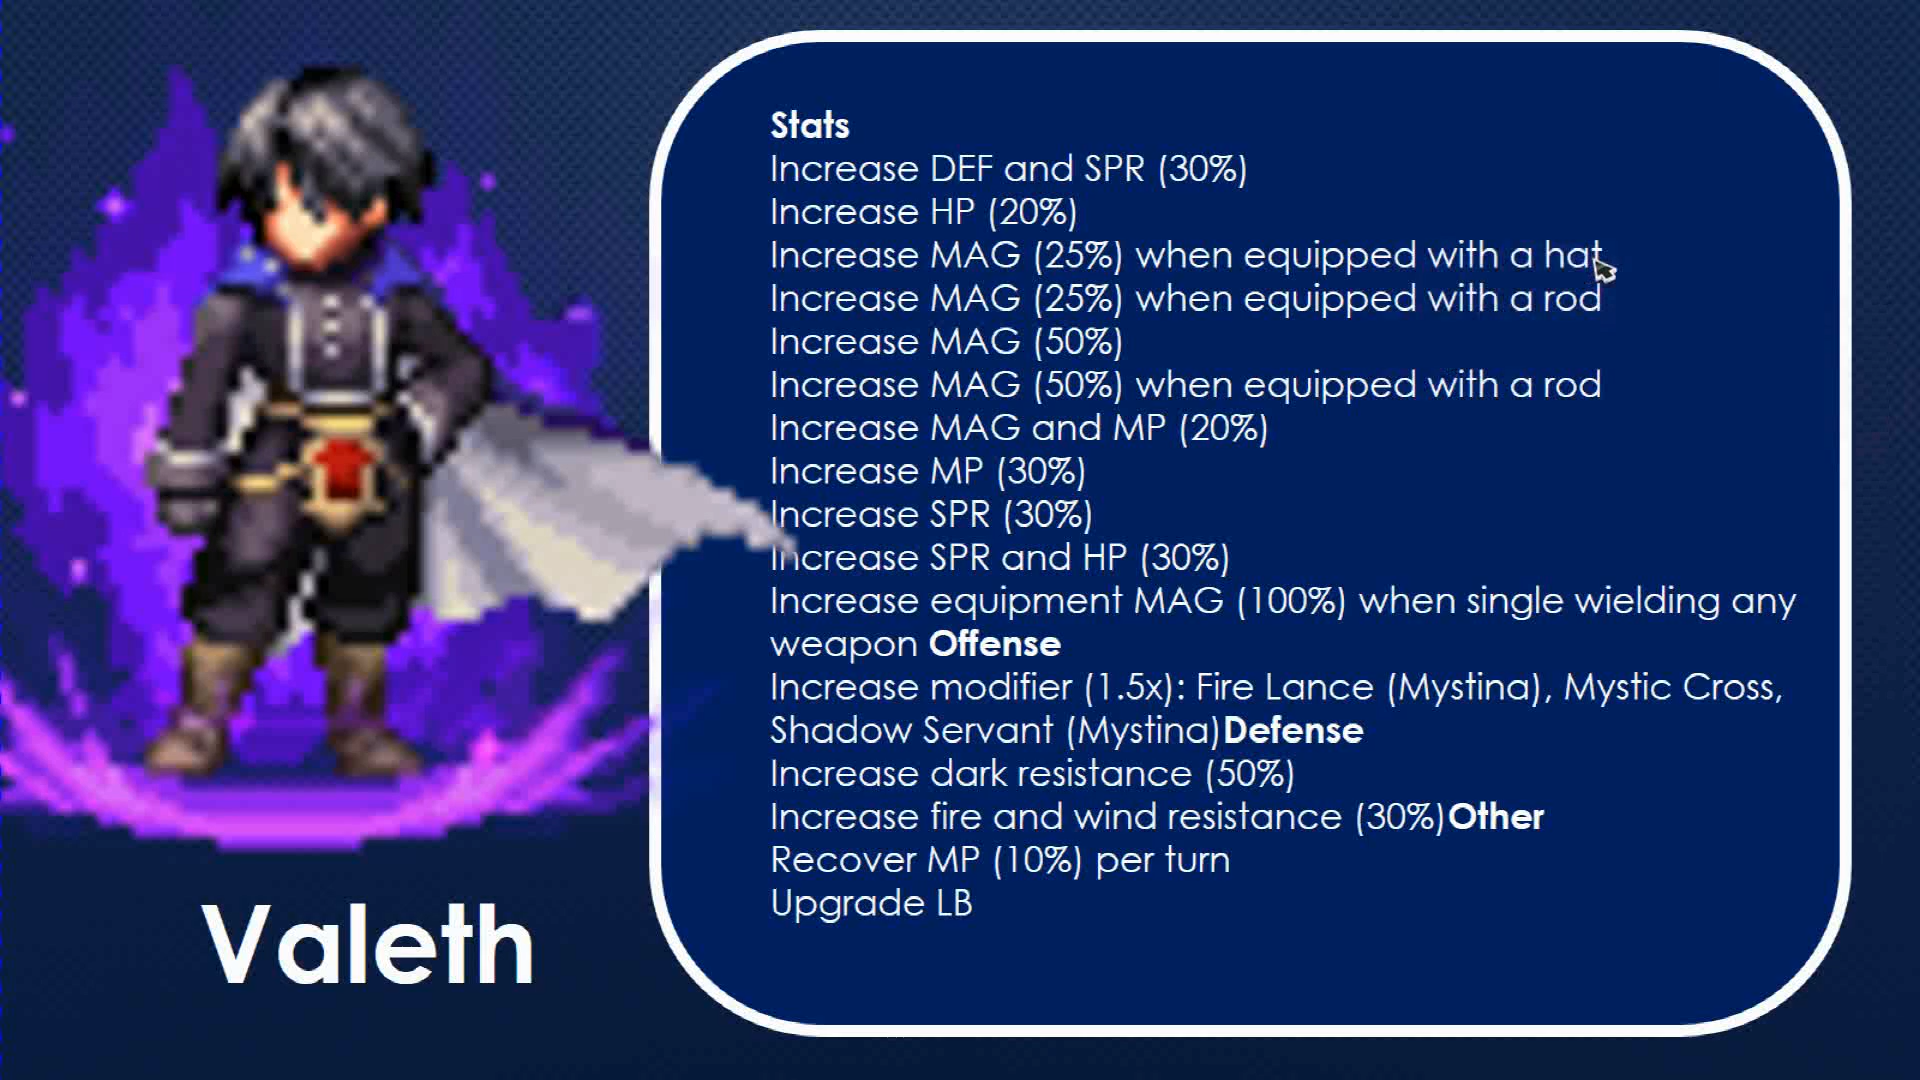 Stats
Increase DEF and SPR (30%)
Increase HP (20%)
Increase MAG (25%) when equipped with a hat
Increase MAG (25%) when equipped with a rod
Increase MAG (50%)
Increase MAG (50%) when equipped with a rod
Increase MAG and MP (20%)
Increase MP (30%)
Increase SPR (30%)
Increase SPR and HP (30%)
Increase equipment MAG (100%) when single wielding any
weapon Offense
Increase modifier (1.5x): Fire Lance (Mystina), Mystic Cross,
Shadow Servant (Mystina)Defense
Increase dark resistance (50%)
Increase fire and wind resistance (30%)Other
Recover MP (10%) per turn
Upgrade LB
Valeth